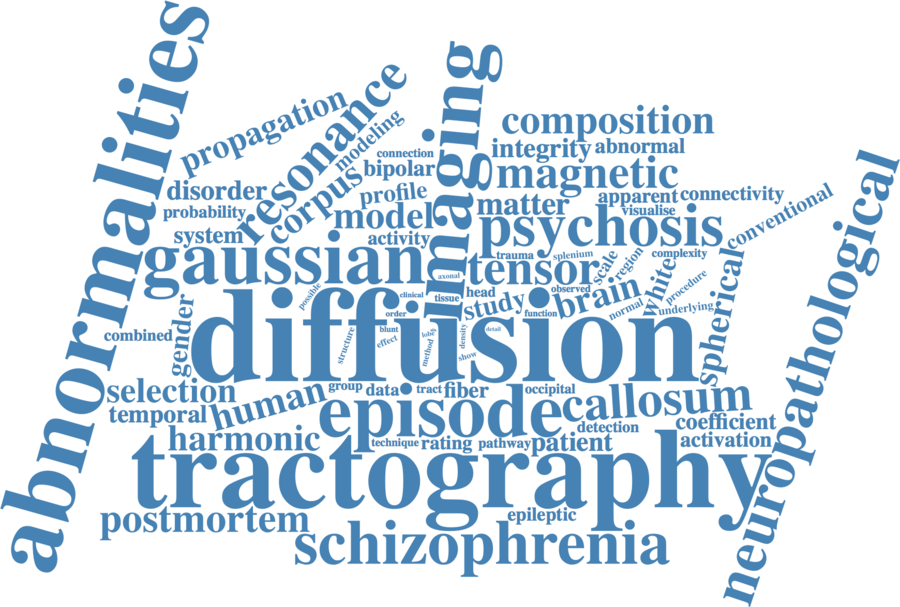 abnormalities
propagation
resonance
modeling
imaging
composition
connection
integrity
abnormal
bipolar
magnetic
disorder
corpus
profile
apparent
connectivity
probability
model
matter
visualise
conventional
system
activity
psychosis
neuropathological
gaussian
trauma
splenium
scale
region
complexity
tensor
axonal
white
spherical
possible
clinical
tissue
head
study
observed
brain
procedure
normal
underlying
order
function
diffusion
gender
combined
structure
blunt
effect
lobe
method
density
show
detail
selection
human
group
data
tract
fiber
occipital
temporal
episode
callosum
coefficient
detection
harmonic
technique
rating
pathway
patient
activation
tractography
postmortem
epileptic
schizophrenia